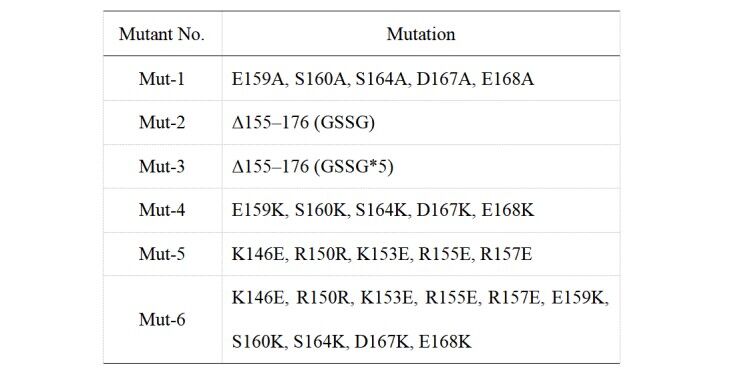 Mutant No. Mutation
Mut-1 E159A, S160A, S164A, D167A, E168A
Mut-2 Δ155–176 (GSSG)
Mut-3 Δ155–176 (GSSG*5)
Mut-4 E159K, S160K, S164K, D167K, E168K
Mut-5 K146E, R150R, K153E, R155E, R157E
Mut-6 K146E, R150R, K153E, R155E, R157E, E159K,
S160K, S164K, D167K, E168K